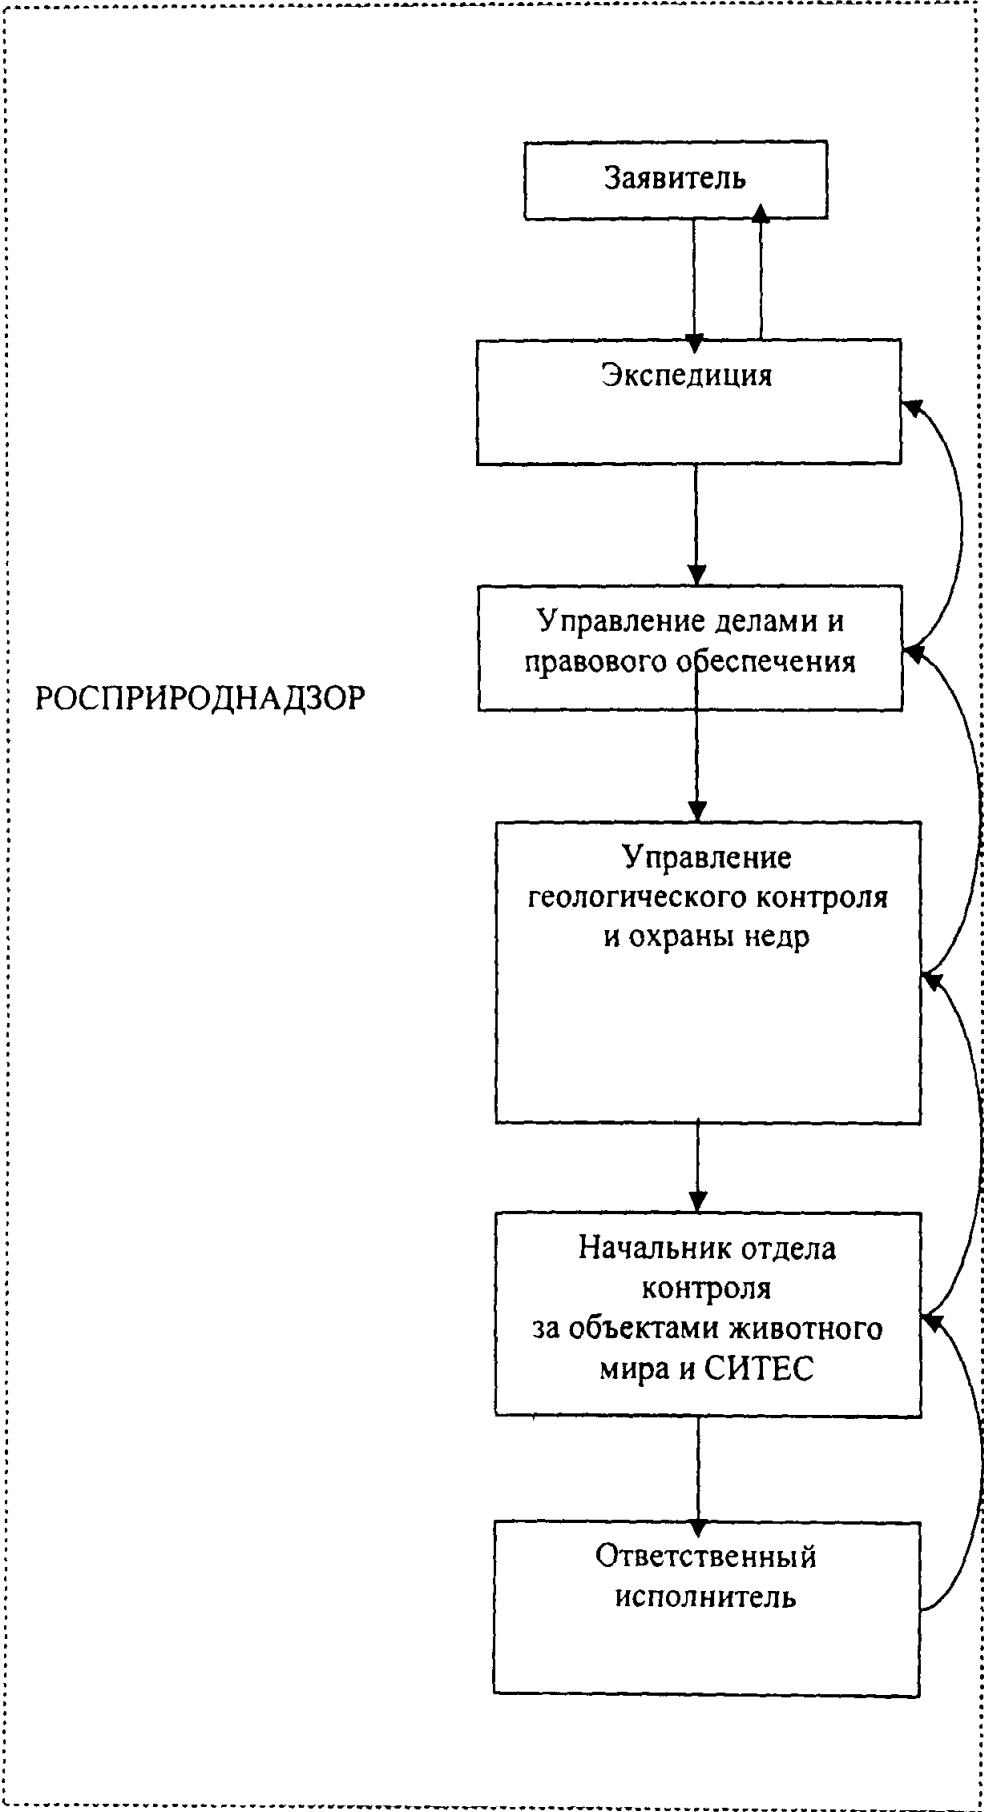 Заявитель
Экспедиция
Управление делами и
правового обеспечения
РОСПРИРОДНАДЗОР
Управление
геологического контроля
и охраны недр
Начальник отдела
контроля
за объектами животного
мира и СИТЕС
Ответственный
исполнитель